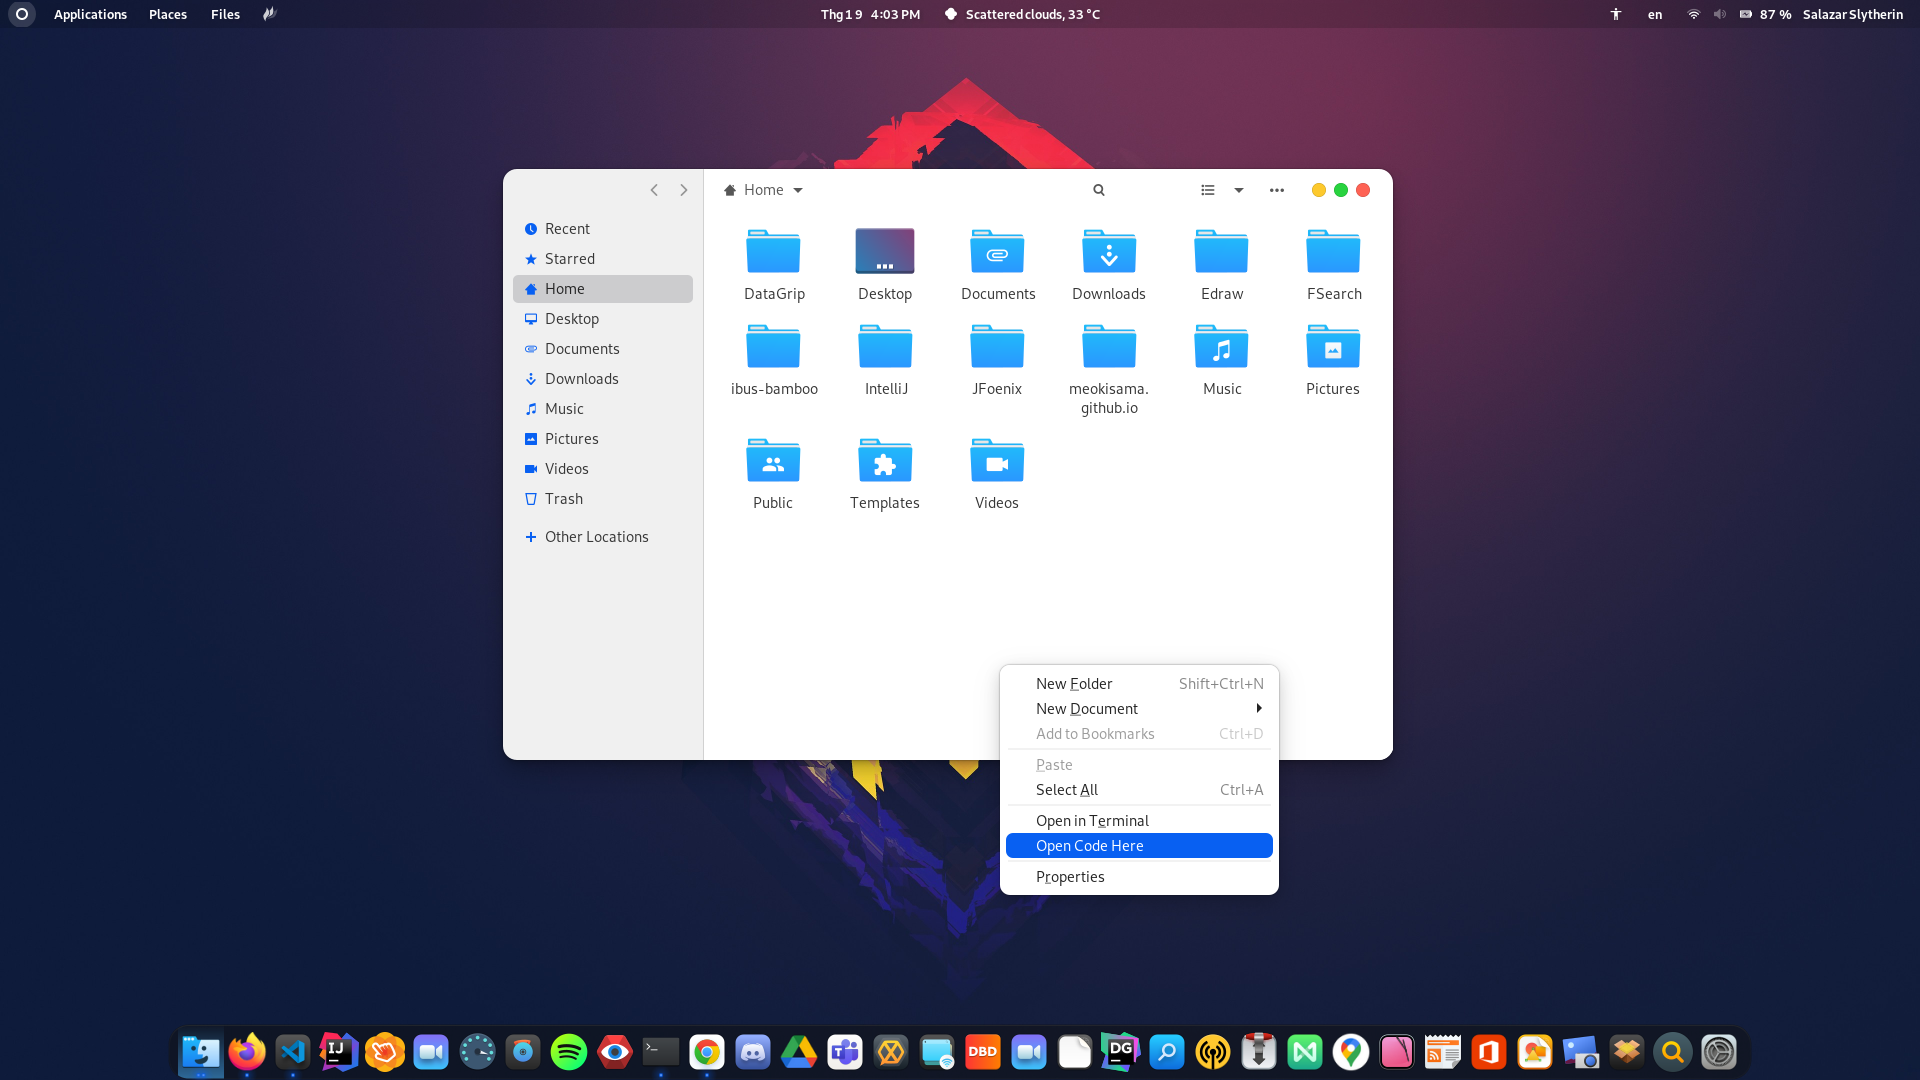 Applications Places Files
Thg 1 9 4:03 PM Scattered clouds, 33 °C
en 87 % Salazar Slytherin
Home
Recent
Starred
Home
Desktop
Documents
Downloads
Music
Pictures
Videos
Trash
Other Locations
DataGrip Desktop Documents Downloads Edraw FSearch
ibus-bamboo IntelliJ JFoenix meokisama.github.io Music Pictures
Public Templates Videos
New Folder Shift+Ctrl+N
New Document
Add to Bookmarks Ctrl+D
Paste
Select All Ctrl+A
Open in Terminal
Open Code Here
Properties
IJ
DBD
DG